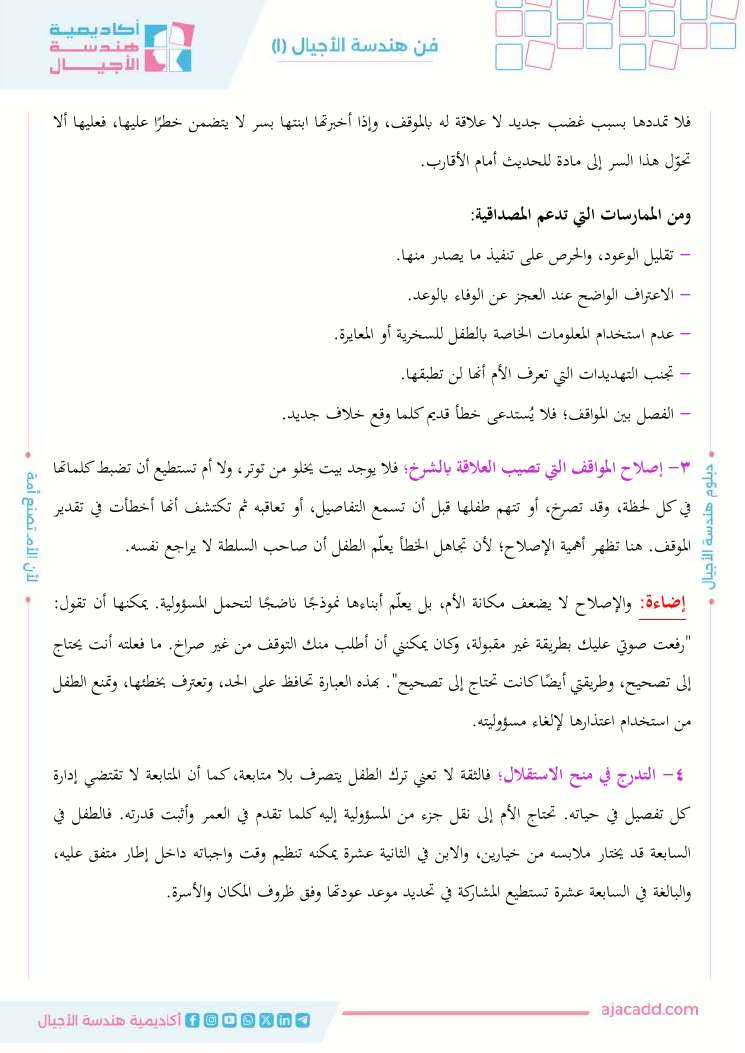 أكاديمية
هندسة
الأجيال
فن هندسة الأجيال (١)
فلا تمددها بسبب غضب جديد لا علاقة له بالموقف، وإذا أخبرتها ابنتها بسر لا يتضمن خطرًا عليها، فعليها ألا
تحوّل هذا السر إلى مادة للحديث أمام الأقارب.
ومن الممارسات التي تدعم المصداقية:
– تقليل الوعود، والحرص على تنفيذ ما يصدر منها.
– الاعتراف الواضح عند العجز عن الوفاء بالوعد.
– عدم استخدام المعلومات الخاصة بالطفل للسخرية أو المعايرة.
– تجنب التهديدات التي تعرف الأم أنها لن تطبقها.
– الفصل بين المواقف؛ فلا يُستدعى خطأ قديم كلما وقع خلاف جديد.
٣- إصلاح المواقف التي تصيب العلاقة بالشرخ؛ فلا يوجد بيت يخلو من توتر، ولا أم تستطيع أن تضبط كلماتها
في كل لحظة، وقد تصرخ، أو تتهم طفلها قبل أن تسمع التفاصيل، أو تعاقبه ثم تكتشف أنها أخطأت في تقدير
الموقف. هنا تظهر أهمية الإصلاح؛ لأن تجاهل الخطأ يعلّم الطفل أن صاحب السلطة لا يراجع نفسه.
إضاءة: والإصلاح لا يضعف مكانة الأم، بل يعلّم أبناءها نموذجًا ناضجًا لتحمل المسؤولية. يمكنها أن تقول:
"رفعت صوتي عليك بطريقة غير مقبولة، وكان يمكنني أن أطلب منك التوقف من غير صراخ. ما فعلته أنت يحتاج
إلى تصحيح، وطريقتي أيضًا كانت تحتاج إلى تصحيح". بهذه العبارة تحافظ على الحد، وتعترف بخطئها، وتمنع الطفل
من استخدام اعتذارها لإلغاء مسؤوليته.
٤- التدرج في منح الاستقلال؛ فالثقة لا تعني ترك الطفل يتصرف بلا متابعة، كما أن المتابعة لا تقتضي إدارة
كل تفصيل في حياته. تحتاج الأم إلى نقل جزء من المسؤولية إليه كلما تقدم في العمر وأثبت قدرته. فالطفل في
السابعة قد يختار ملابسه من خيارين، والابن في الثانية عشرة يمكنه تنظيم وقت واجباته داخل إطار متفق عليه،
والبالغة في السابعة عشرة تستطيع المشاركة في تحديد موعد عودتها وفق ظروف المكان والأسرة.
دبلوم هندسة الأجيال
لأن الأم تصنع أمة
ajacadd.com
أكاديمية هندسة الأجيال